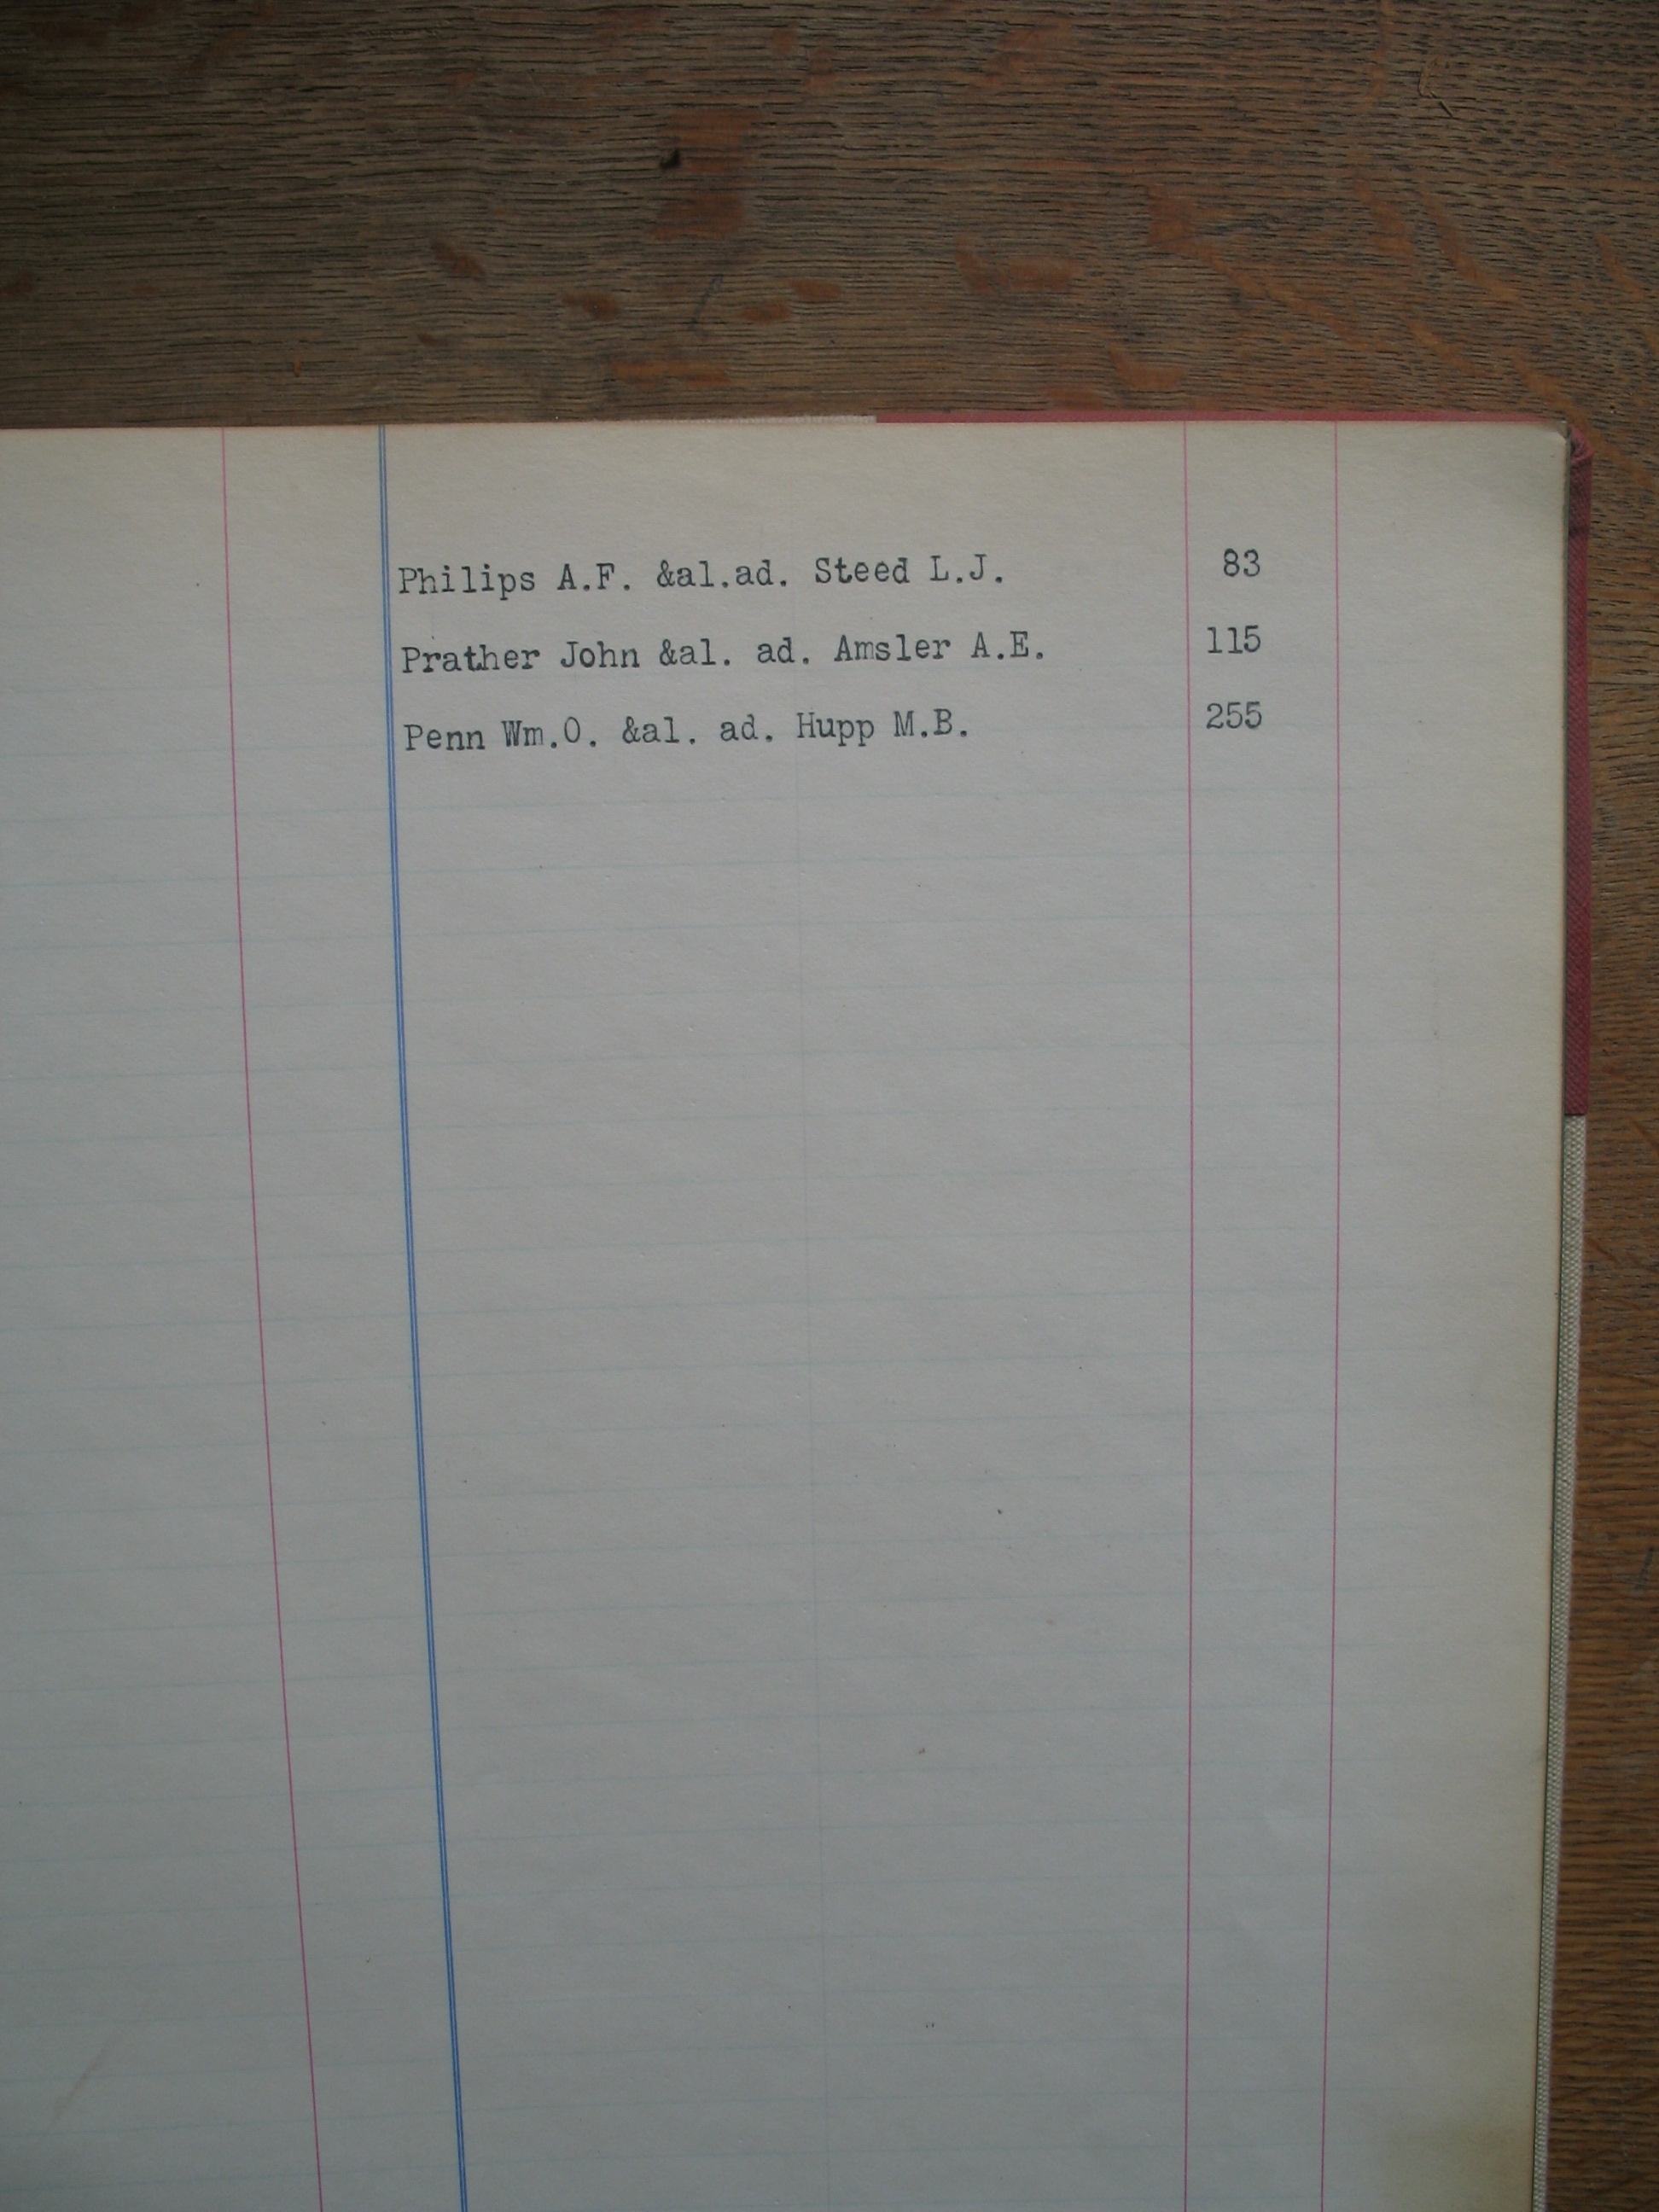 Philips A.F. &al.ad. Steed L.J. 83
Prather John &al. ad. Amsler A.E. 115
Penn Wm.O. &al. ad. Hupp M.B. 255